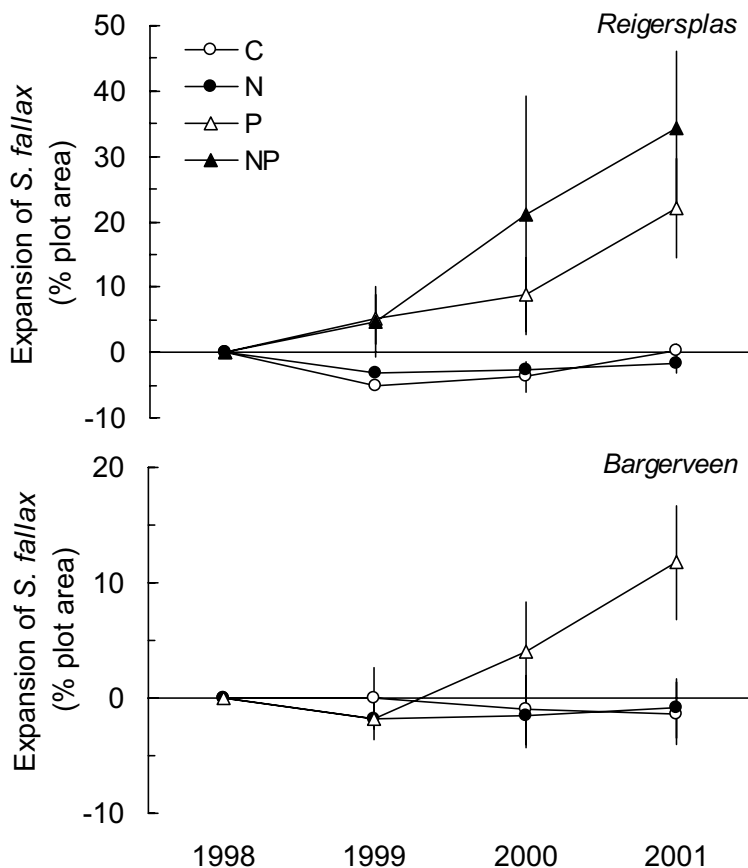 50
40
30
20
10
0
-10
Expansion of S. fallax
(% plot area)
Reigersplas
C
N
P
NP
20
10
0
-10
Expansion of S. fallax
(% plot area)
Bargerveen
1998 1999 2000 2001